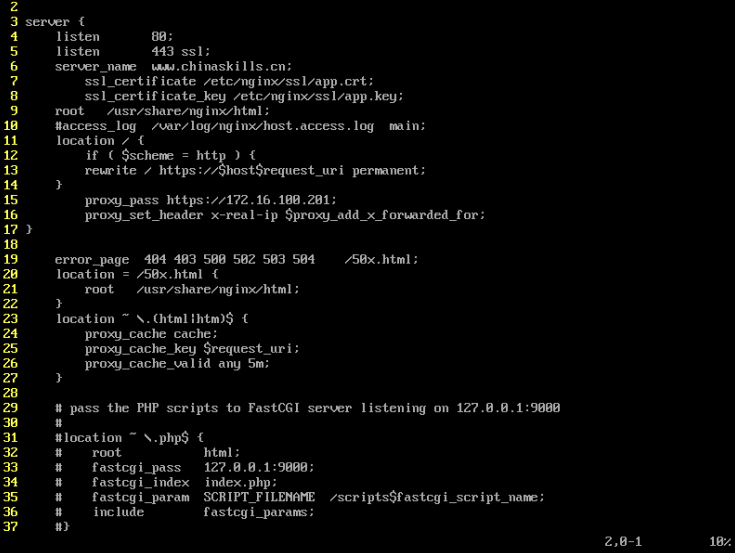 2
3 server {
4     listen       80;
5     listen       443 ssl;
6     server_name  www.chinaskills.cn;
7         ssl_certificate /etc/nginx/ssl/app.crt;
8         ssl_certificate_key /etc/nginx/ssl/app.key;
9     root   /usr/share/nginx/html;
10     #access_log  /var/log/nginx/host.access.log  main;
11     location / {
12         if ( $scheme = http ) {
13         rewrite / https://$host$request_uri permanent;
14     }
15         proxy_pass https://172.16.100.201;
16         proxy_set_header x-real-ip $proxy_add_x_forwarded_for;
17 }
18
19     error_page  404 403 500 502 503 504    /50x.html;
20     location = /50x.html {
21         root   /usr/share/nginx/html;
22     }
23     location ~ \.(html|htm)$ {
24         proxy_cache cache;
25         proxy_cache_key $request_uri;
26         proxy_cache_valid any 5m;
27     }
28
29     # pass the PHP scripts to FastCGI server listening on 127.0.0.1:9000
30     #
31     #location ~ \.php$ {
32     #    root           html;
33     #    fastcgi_pass   127.0.0.1:9000;
34     #    fastcgi_index  index.php;
35     #    fastcgi_param  SCRIPT_FILENAME  /scripts$fastcgi_script_name;
36     #    include        fastcgi_params;
37     #}
2,0-1         10%